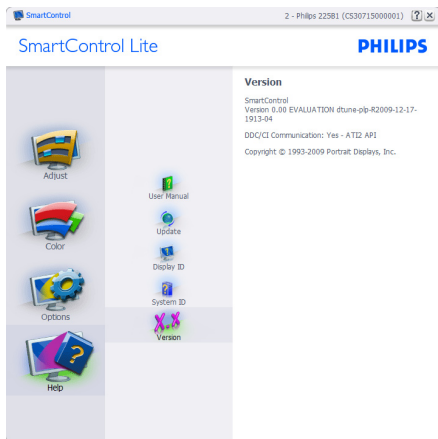 SmartControl
2 - Philips 225B1 (CS30715000001)
SmartControl Lite
PHILIPS
Adjust
Color
Options
Help
User Manual
Update
Display ID
System ID
X.X
Version
Version
SmartControl
Version 0.00 EVALUATION dtune-plp-R2009-12-17-
1913-04
DDC/CI Communication: Yes - ATI2 API
Copyright © 1993-2009 Portrait Displays, Inc.